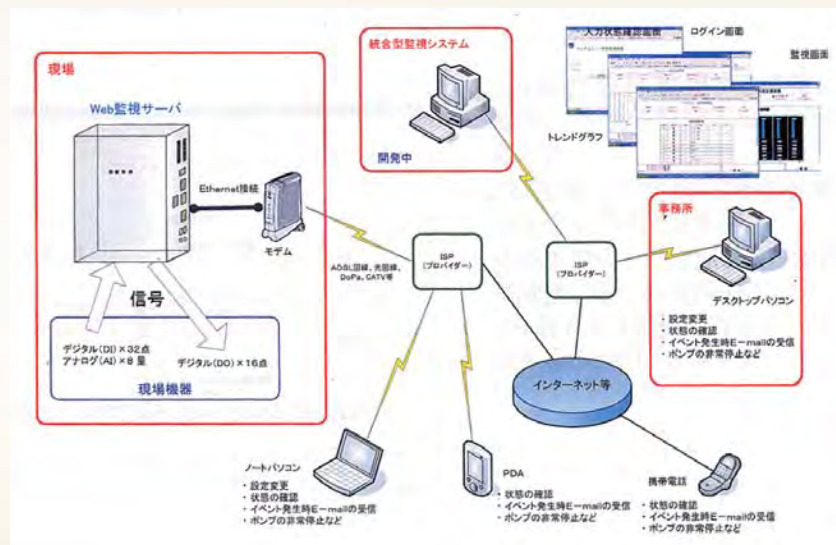 現場
Web監視サーバ
Ethernet接続
モデム
信号
デジタル(DI)×32点
アナログ(AI)×8量
デジタル(DO)×16点
現場機器
統合型監視システム
開発中
入力状態確認画面
ログイン画面
監視画面
トレンドグラフ
ADSL回線、光回線、
DoPa、CATV等
ISP
(プロバイダー)
ISP
(プロバイダー)
事務所
デスクトップパソコン
・設定変更
・状態の確認
・イベント発生時E-mailの受信
・ポンプの非常停止など
インターネット等
ノートパソコン
・設定変更
・状態の確認
・イベント発生時E-mailの受信
・ポンプの非常停止など
PDA
・状態の確認
・イベント発生時E-mailの受信
・ポンプの非常停止など
携帯電話
・状態の確認
・イベント発生時E-mailの受信
・ポンプの非常停止など